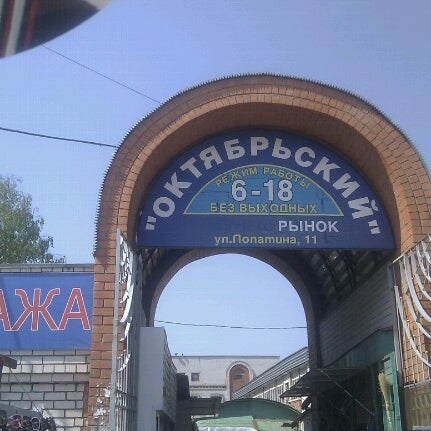 "ОКТЯБРЬСКИЙ"
РЕЖИМ РАБОТЫ
6-18
БЕЗ ВЫХОДНЫХ
РЫНОК
ул.Лопатина, 11
АЖА